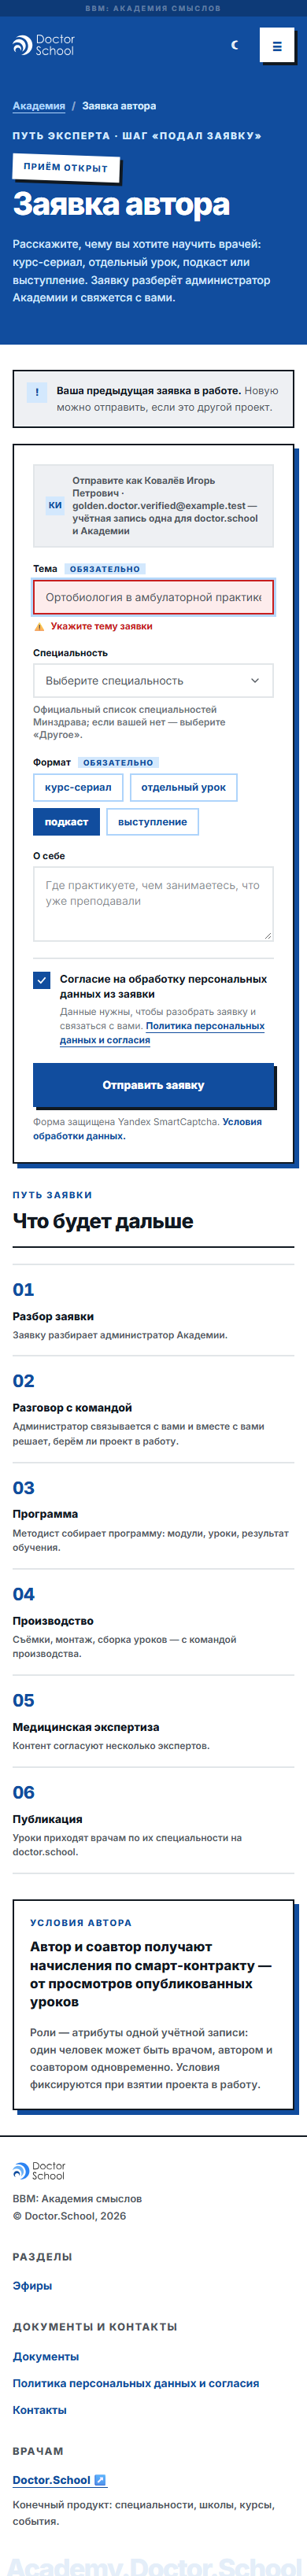 ВВМ: АКАДЕМИЯ СМЫСЛОВ
Doctor
School
Академия / Заявка автора
ПУТЬ ЭКСПЕРТА · ШАГ «ПОДАЛ ЗАЯВКУ»
ПРИЁМ ОТКРЫТ
Заявка автора
Расскажите, чему вы хотите научить врачей:
курс-сериал, отдельный урок, подкаст или
выступление. Заявку разберёт администратор
Академии и свяжется с вами.
! Ваша предыдущая заявка в работе. Новую
можно отправить, если это другой проект.
КИ
Отправите как Ковалёв Игорь
Петрович ·
golden.doctor.verified@example.test —
учётная запись одна для doctor.school
и Академии
Тема ОБЯЗАТЕЛЬНО
Ортобиология в амбулаторной практике
Укажите тему заявки
Специальность
Выберите специальность
Официальный список специальностей
Минздрава; если вашей нет — выберите
«Другое».
Формат ОБЯЗАТЕЛЬНО
курс-сериал отдельный урок
подкаст выступление
О себе
Где практикуете, чем занимаетесь, что
уже преподавали
Согласие на обработку персональных
данных из заявки
Данные нужны, чтобы разобрать заявку и
связаться с вами. Политика персональных
данных и согласия
Отправить заявку
Форма защищена Yandex SmartCaptcha. Условия
обработки данных.
ПУТЬ ЗАЯВКИ
Что будет дальше
01
Разбор заявки
Заявку разбирает администратор Академии.
02
Разговор с командой
Администратор связывается с вами и вместе с вами
решает, берём ли проект в работу.
03
Программа
Методист собирает программу: модули, уроки, результат
обучения.
04
Производство
Съёмки, монтаж, сборка уроков — с командой
производства.
05
Медицинская экспертиза
Контент согласуют несколько экспертов.
06
Публикация
Уроки приходят врачам по их специальности на
doctor.school.
УСЛОВИЯ АВТОРА
Автор и соавтор получают
начисления по смарт-контракту —
от просмотров опубликованных
уроков
Роли — атрибуты одной учётной записи:
один человек может быть врачом, автором и
соавтором одновременно. Условия
фиксируются при взятии проекта в работу.
Doctor
School
ВВМ: Академия смыслов
© Doctor.School, 2026
РАЗДЕЛЫ
Эфиры
ДОКУМЕНТЫ И КОНТАКТЫ
Документы
Политика персональных данных и согласия
Контакты
ВРАЧАМ
Doctor.School
Конечный продукт: специальности, школы, курсы,
события.
Academy.Doctor.School